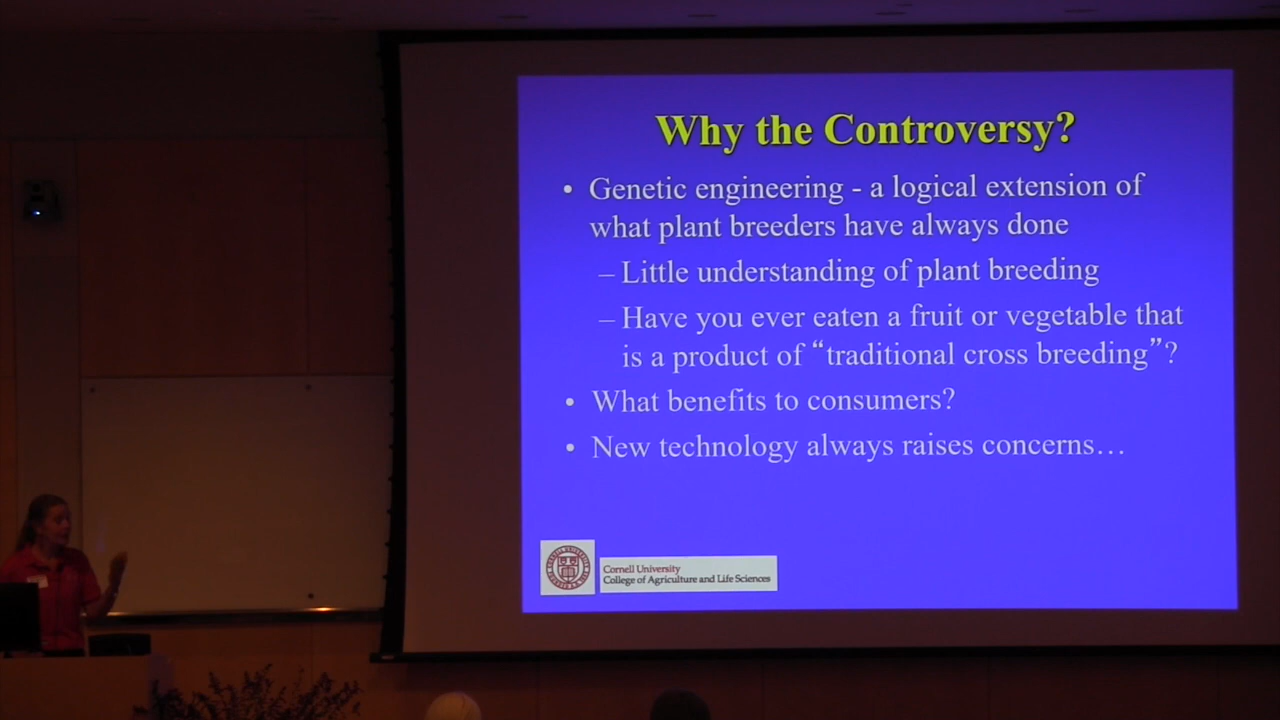 Why the Controversy?
• Genetic engineering - a logical extension of
what plant breeders have always done
– Little understanding of plant breeding
– Have you ever eaten a fruit or vegetable that
is a product of “traditional cross breeding”?
• What benefits to consumers?
• New technology always raises concerns…
Cornell University
College of Agriculture and Life Sciences